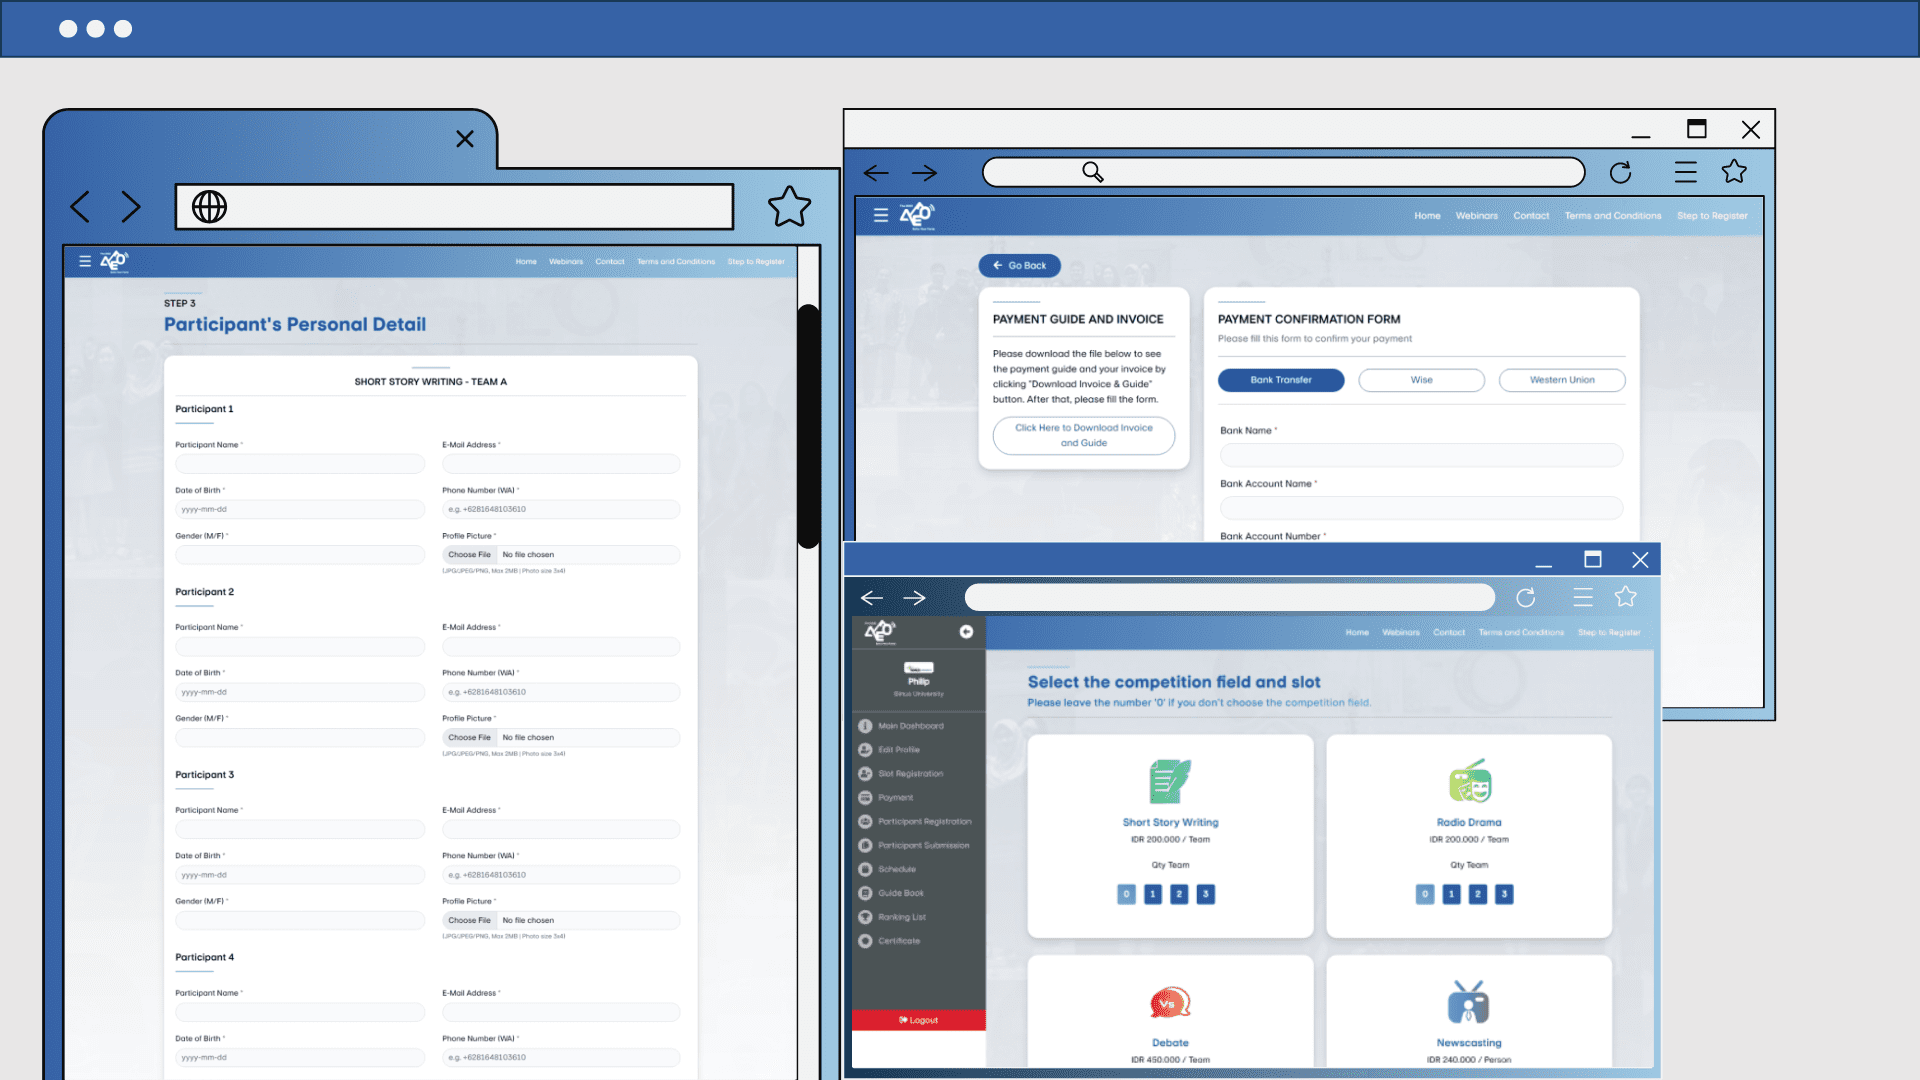 Home Webinars Contact Terms and Conditions Step to Register
STEP 3
Participant's Personal Detail
SHORT STORY WRITING - TEAM A
Participant 1
Participant Name * E-Mail Address *
Date of Birth * Phone Number (WA) *
yyyy-mm-dd e.g. +6281648103610
Gender (M/F) * Profile Picture *
Choose File No file chosen
(JPG/JPEG/PNG, Max 2MB | Photo size 3x4)
Participant 2
Participant Name * E-Mail Address *
Date of Birth * Phone Number (WA) *
yyyy-mm-dd e.g. +6281648103610
Gender (M/F) * Profile Picture *
Choose File No file chosen
(JPG/JPEG/PNG, Max 2MB | Photo size 3x4)
Participant 3
Participant Name * E-Mail Address *
Date of Birth * Phone Number (WA) *
yyyy-mm-dd e.g. +6281648103610
Gender (M/F) * Profile Picture *
Choose File No file chosen
(JPG/JPEG/PNG, Max 2MB | Photo size 3x4)
Participant 4
Participant Name * E-Mail Address *
Date of Birth * Phone Number (WA) *
yyyy-mm-dd e.g. +6281648103610
Home Webinars Contact Terms and Conditions Step to Register
Go Back
PAYMENT GUIDE AND INVOICE
Please download the file below to see
the payment guide and your invoice by
clicking "Download Invoice & Guide"
button. After that, please fill the form.
Click Here to Download Invoice
and Guide
PAYMENT CONFIRMATION FORM
Please fill this form to confirm your payment
Bank Transfer Wise Western Union
Bank Name *
Bank Account Name *
Bank Account Number *
Philip
Binus University
Main Dashboard
Edit Profile
Slot Registration
Payment
Participant Registration
Participant Submission
Schedule
Guide Book
Ranking List
Certificate
Logout
Home Webinars Contact Terms and Conditions Step to Register
Select the competition field and slot
Please leave the number '0' if you don't choose the competition field.
Short Story Writing
IDR 200.000 / Team
Qty Team
0 1 2 3
Radio Drama
IDR 200.000 / Team
Qty Team
0 1 2 3
Vs
Debate
IDR 450.000 / Team
Newscasting
IDR 240.000 / Person